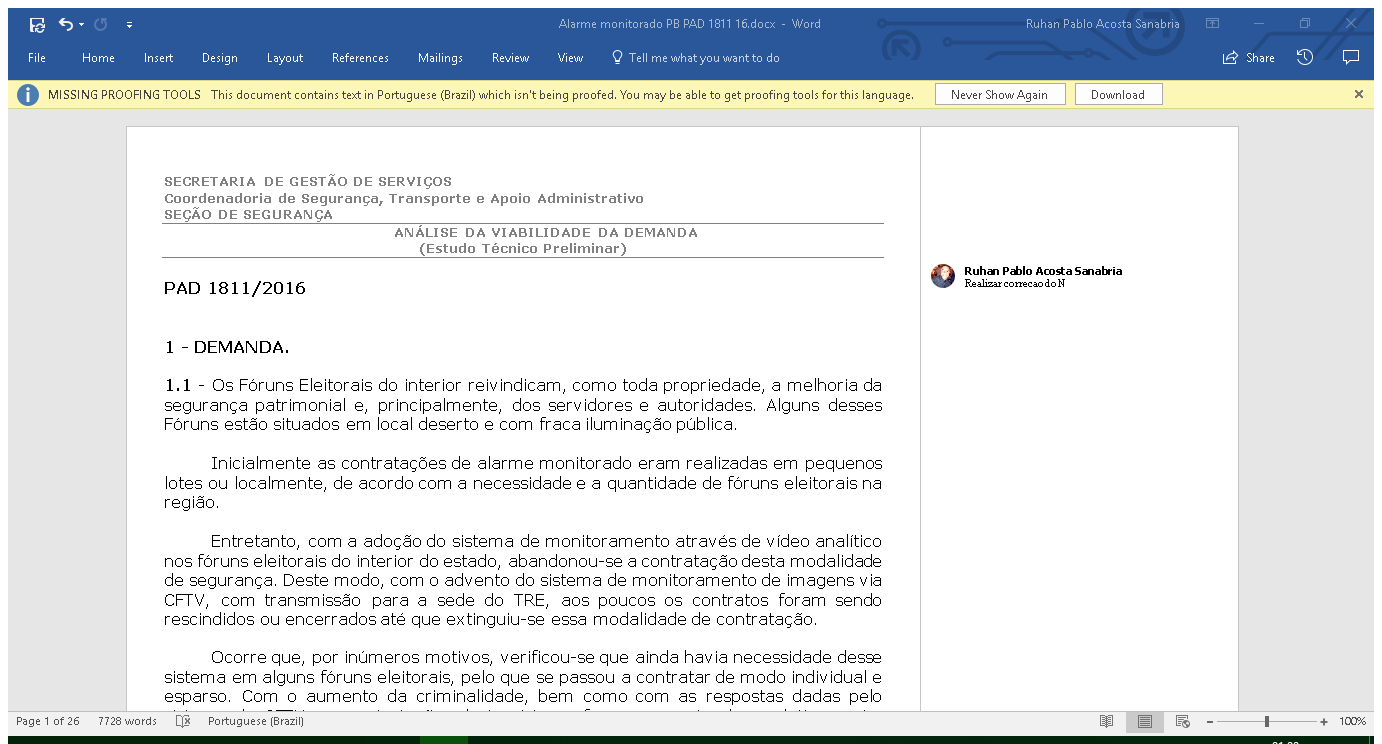 Alarme monitorado PB PAD 1811 16.docx - Word
Ruhan Pablo Acosta Sanabria
File Home Insert Design Layout References Mailings Review View Tell me what you want to do Share
MISSING PROOFING TOOLS This document contains text in Portuguese (Brazil) which isn't being proofed. You may be able to get proofing tools for this language. Never Show Again Download
SECRETARIA DE GESTÃO DE SERVIÇOS
Coordenadoria de Segurança, Transporte e Apoio Administrativo
SEÇÃO DE SEGURANÇA
ANÁLISE DA VIABILIDADE DA DEMANDA
(Estudo Técnico Preliminar)
Ruhan Pablo Acosta Sanabria
Realizar correcao do N
PAD 1811/2016
1 - DEMANDA.
1.1 - Os Fóruns Eleitorais do interior reivindicam, como toda propriedade, a melhoria da
segurança patrimonial e, principalmente, dos servidores e autoridades. Alguns desses
Fóruns estão situados em local deserto e com fraca iluminação pública.
Inicialmente as contratações de alarme monitorado eram realizadas em pequenos
lotes ou localmente, de acordo com a necessidade e a quantidade de fóruns eleitorais na
região.
Entretanto, com a adoção do sistema de monitoramento através de vídeo analítico
nos fóruns eleitorais do interior do estado, abandonou-se a contratação desta modalidade
de segurança. Deste modo, com o advento do sistema de monitoramento de imagens via
CFTV, com transmissão para a sede do TRE, aos poucos os contratos foram sendo
rescindidos ou encerrados até que extinguiu-se essa modalidade de contratação.
Ocorre que, por inúmeros motivos, verificou-se que ainda havia necessidade desse
sistema em alguns fóruns eleitorais, pelo que se passou a contratar de modo individual e
esparso. Com o aumento da criminalidade, bem como com as respostas dadas pelo
Page 1 of 26 7728 words Portuguese (Brazil) 100%